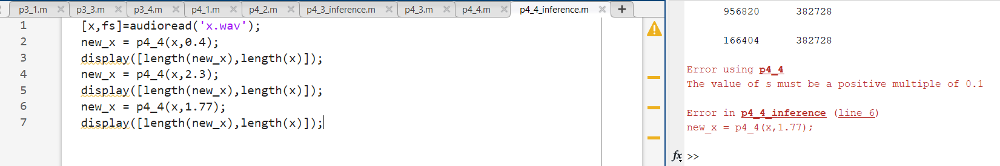 p3_1.m p3_3.m p3_4.m p4_1.m p4_2.m p4_3_inference.m p4_3.m p4_4.m p4_4_inference.m +
1 [x,fs]=audioread('x.wav');
2 new_x = p4_4(x,0.4);
3 display([length(new_x),length(x)]);
4 new_x = p4_4(x,2.3);
5 display([length(new_x),length(x)]);
6 new_x = p4_4(x,1.77);
7 display([length(new_x),length(x)]);
956820 382728
166404 382728
Error using p4_4
The value of s must be a positive multiple of 0.1
Error in p4_4_inference (line 6)
new_x = p4_4(x,1.77);
fx >>